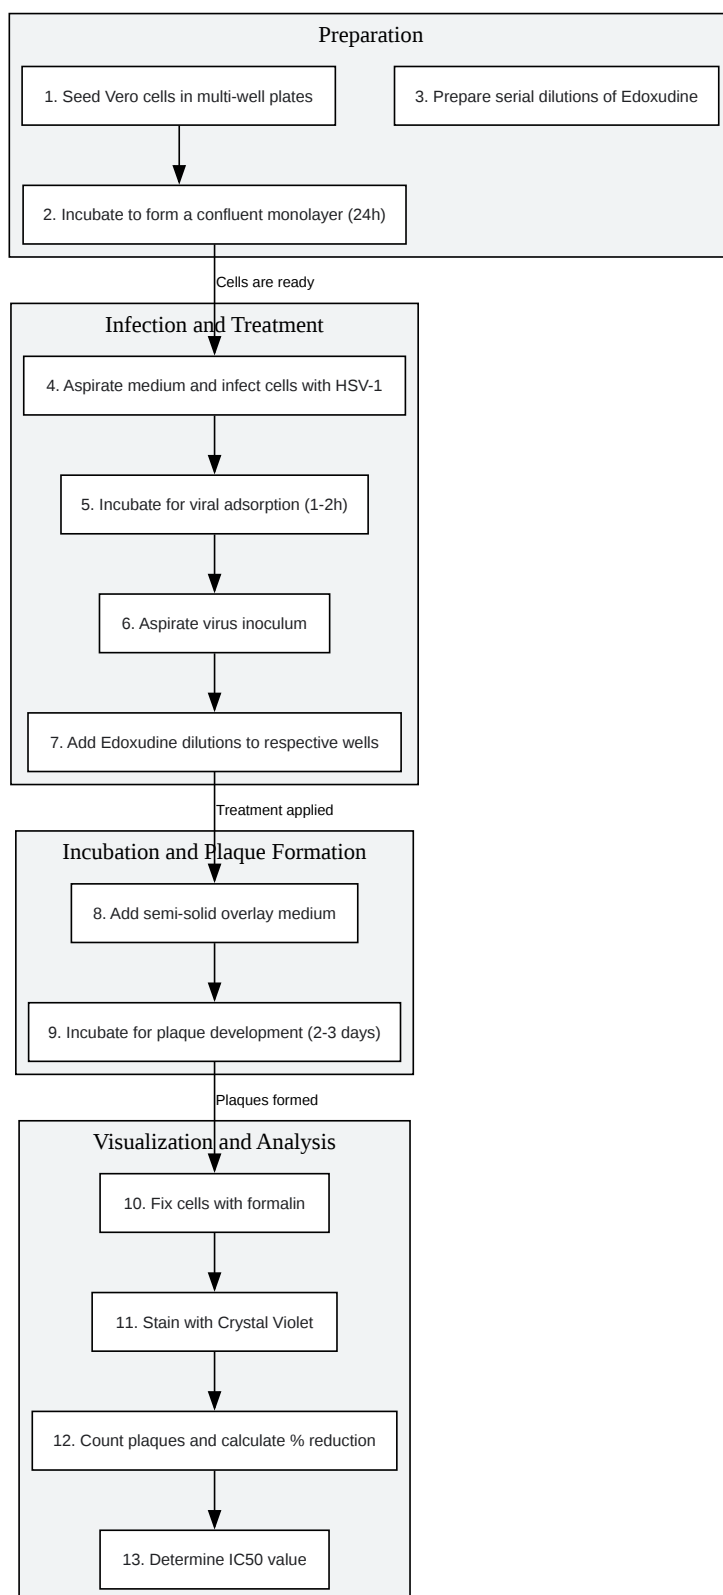 Preparation
1. Seed Vero cells in multi-well plates
3. Prepare serial dilutions of Edoxudine
2. Incubate to form a confluent monolayer (24h)
Cells are ready
Infection and Treatment
4. Aspirate medium and infect cells with HSV-1
5. Incubate for viral adsorption (1-2h)
6. Aspirate virus inoculum
7. Add Edoxudine dilutions to respective wells
Treatment applied
Incubation and Plaque Formation
8. Add semi-solid overlay medium
9. Incubate for plaque development (2-3 days)
Plaques formed
Visualization and Analysis
10. Fix cells with formalin
11. Stain with Crystal Violet
12. Count plaques and calculate % reduction
13. Determine IC50 value